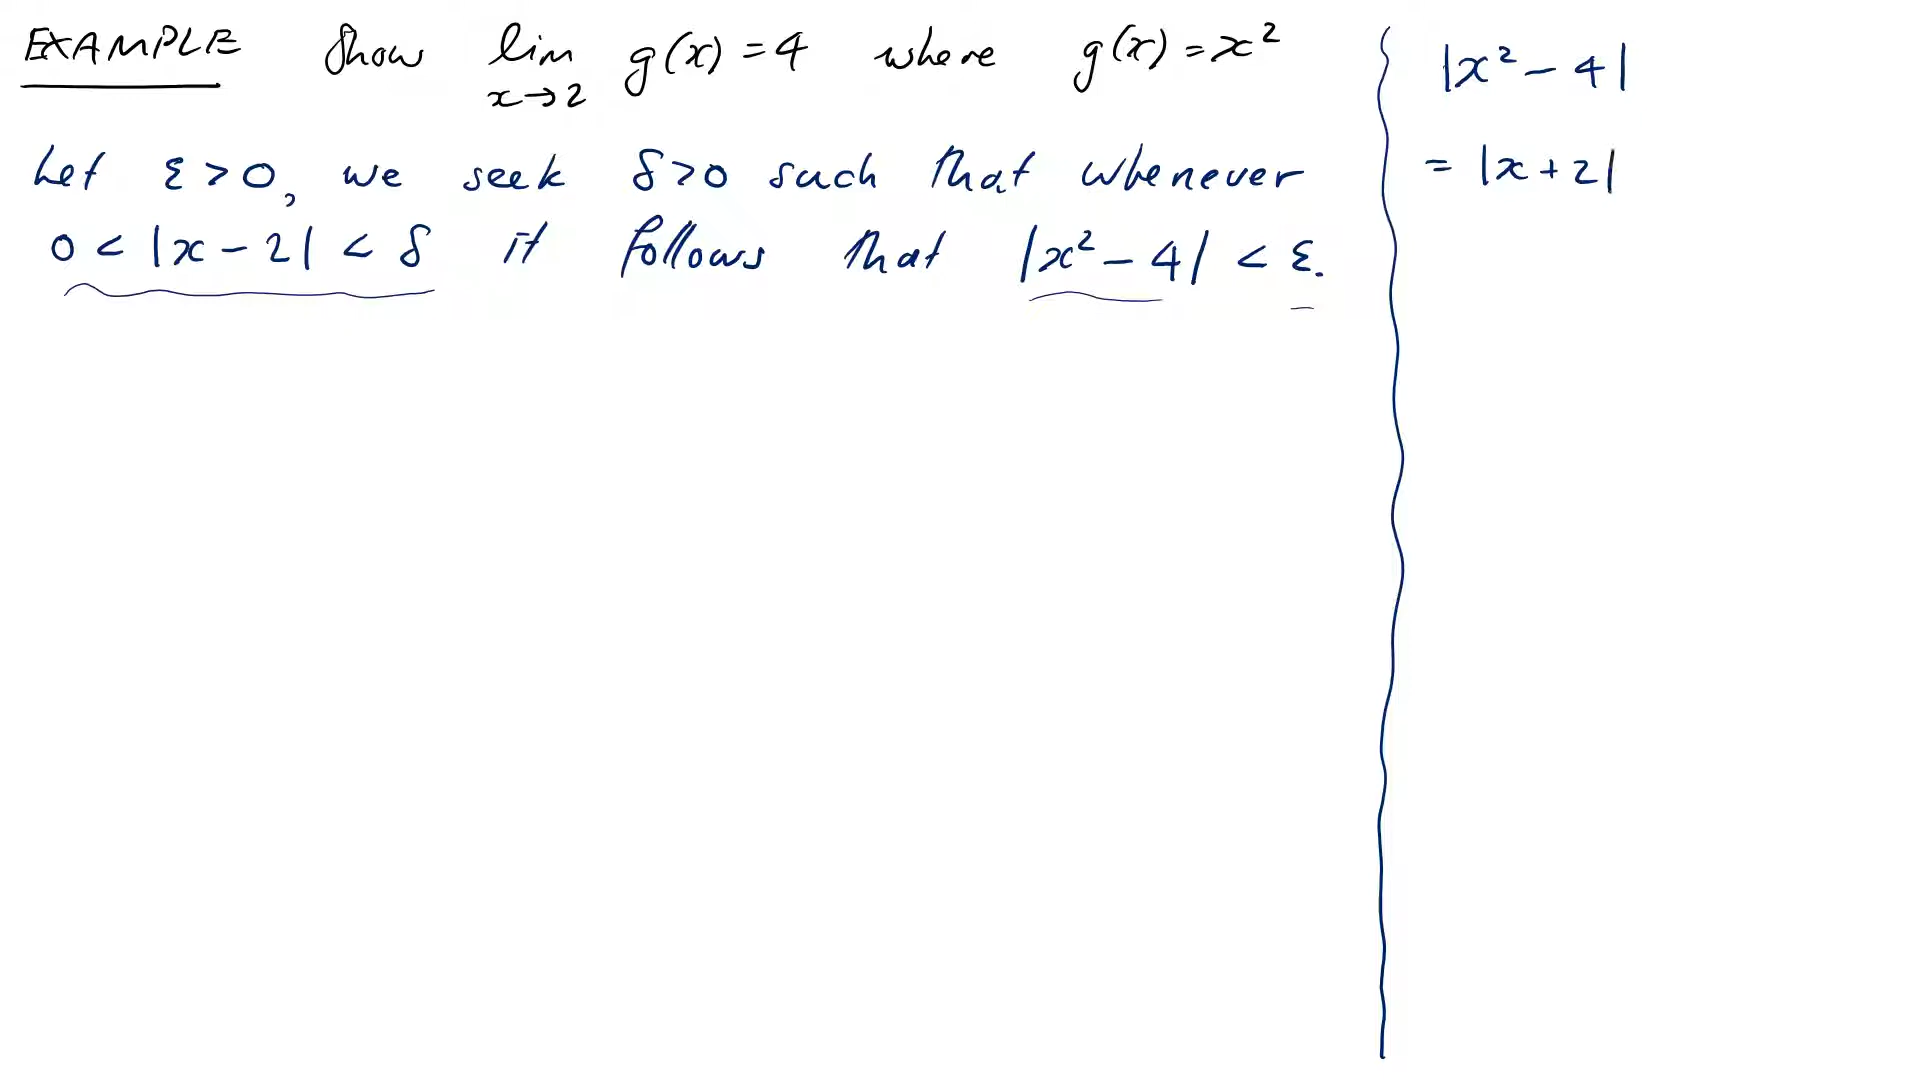 EXAMPLE Show lim x→2 g(x) = 4 where g(x) = x²
Let ε > 0, we seek δ > 0 such that whenever
0 < |x - 2| < δ it follows that |x² - 4| < ε.
|x² - 4|
= |x + 2|